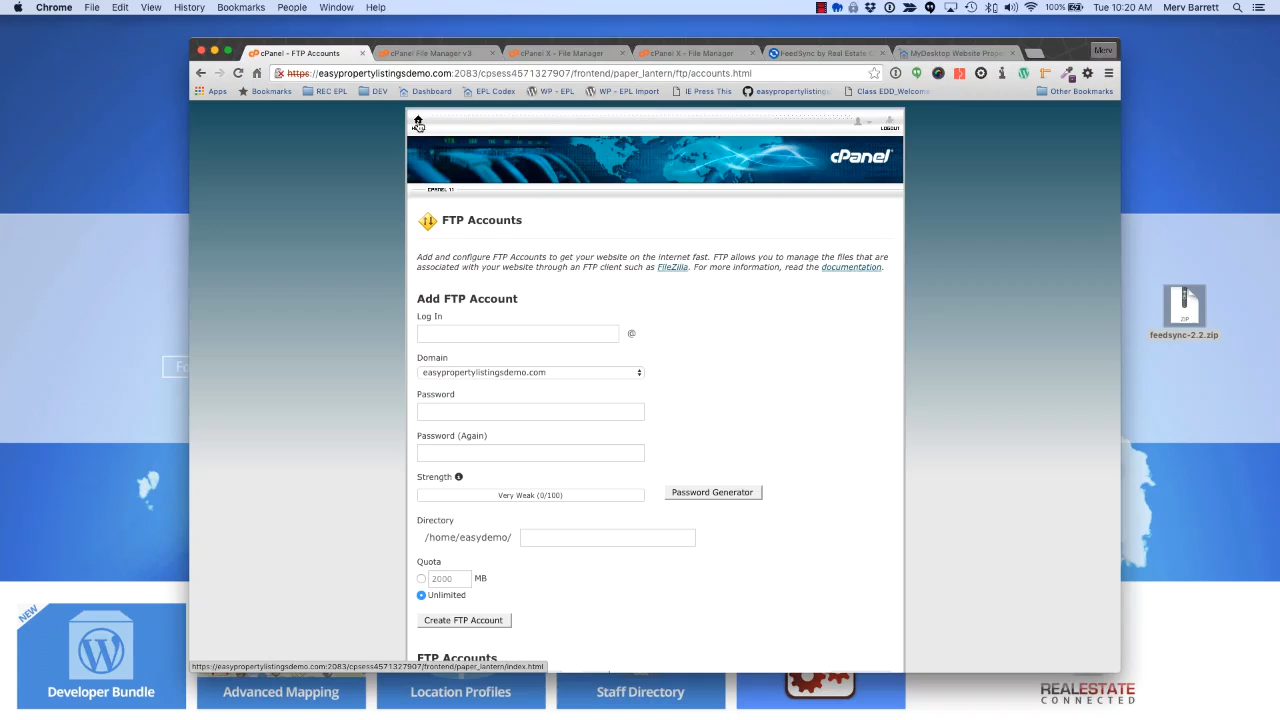 Chrome File Edit View History Bookmarks People Window Help 100% Tue 10:20 AM Merv Barrett
cPanel - FTP Accounts cPanel File Manager v3 cPanel X - File Manager cPanel X - File Manager FeedSync by Real Estate C MyDesktop Website Prope Merv
https://easypropertylistingsdemo.com:2083/cpsess4571327907/frontend/paper_lantern/ftp/accounts.html
Apps Bookmarks REC EPL DEV Dashboard EPL Codex WP - EPL WP - EPL Import IE Press This easypropertylistings Class EDD_Welcome Other Bookmarks
LOGOUT
cPanel
CPANEL 11
FTP Accounts
Add and configure FTP Accounts to get your website on the internet fast. FTP allows you to manage the files that are
associated with your website through an FTP client such as FileZilla. For more information, read the documentation.
Add FTP Account
Log In
@
Domain
easypropertylistingsdemo.com
Password
Password (Again)
Strength
Very Weak (0/100)
Password Generator
Directory
/home/easydemo/
Quota
2000 MB
Unlimited
Create FTP Account
FTP Accounts
https://easypropertylistingsdemo.com:2083/cpsess4571327907/frontend/paper_lantern/index.html
ZIP
feedsync-2.2.zip
Fo
NEW
Developer Bundle
Advanced Mapping
Location Profiles
Staff Directory
REALESTATE
CONNECTED